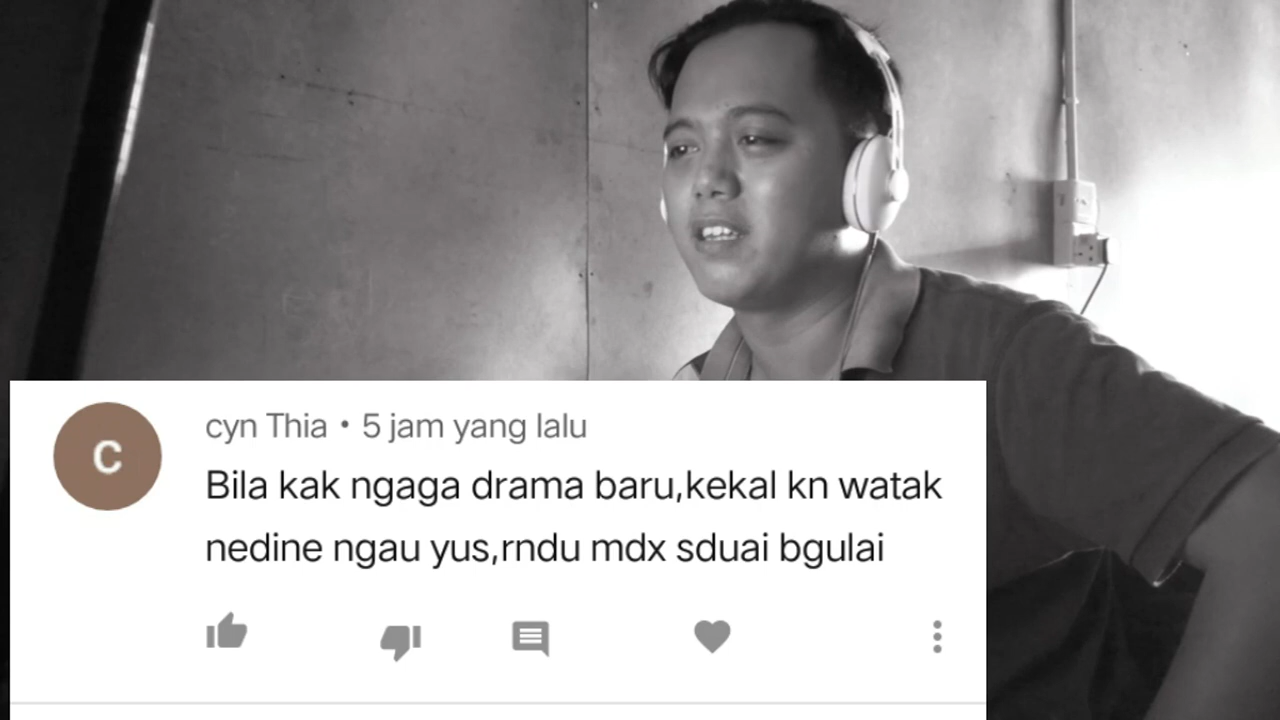 C
cyn Thia • 5 jam yang lalu
Bila kak ngaga drama baru,kekal kn watak
nedine ngau yus,rndu mdx sduai bgulai